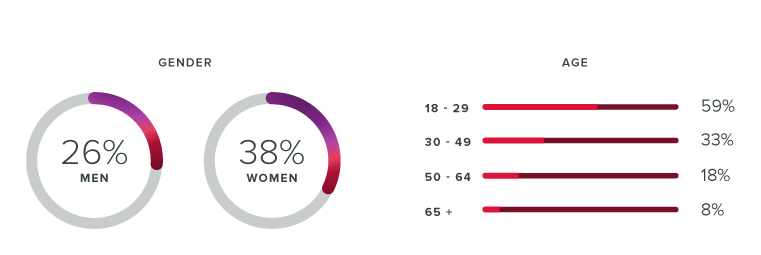 GENDER
26%
MEN
38%
WOMEN
AGE
18 - 29 59%
30 - 49 33%
50 - 64 18%
65 + 8%